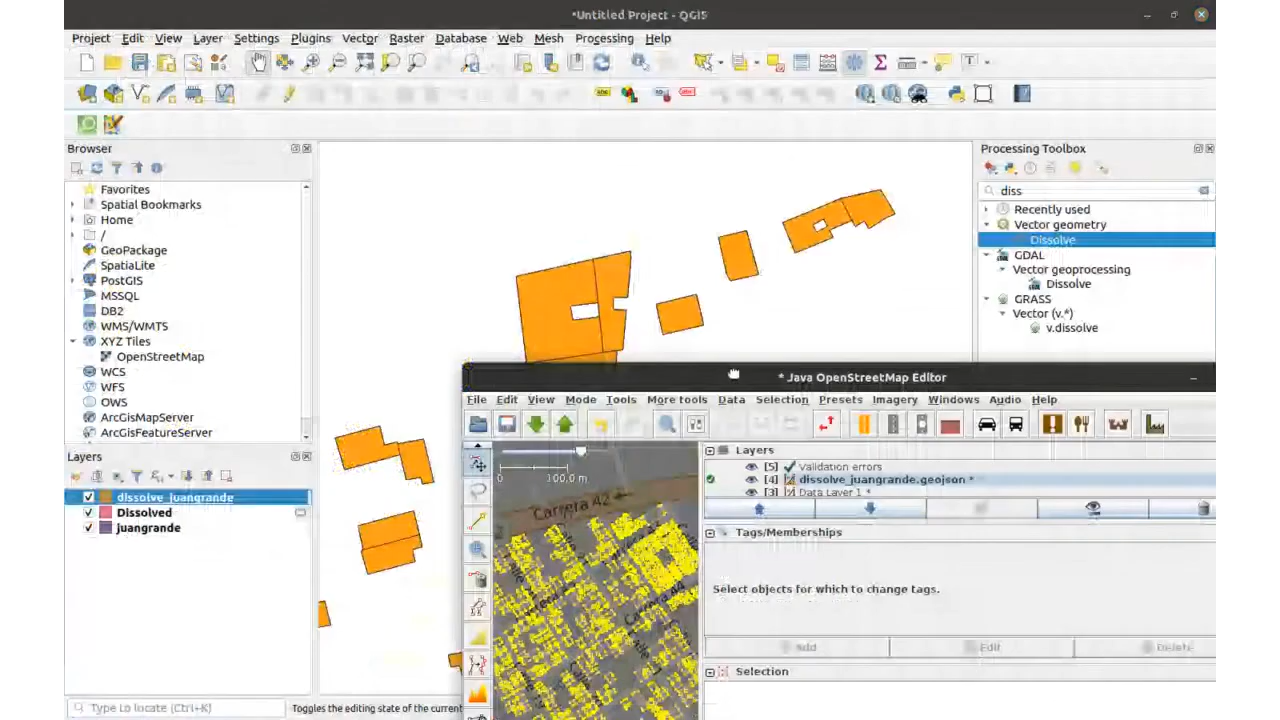 *Untitled Project - QGIS
Project Edit View Layer Settings Plugins Vector Raster Database Web Mesh Processing Help
Browser
Favorites
Spatial Bookmarks
Home
/
GeoPackage
SpatiaLite
PostGIS
MSSQL
DB2
WMS/WMTS
XYZ Tiles
OpenStreetMap
WCS
WFS
OWS
ArcGisMapServer
ArcGisFeatureServer
Layers
dissolve_juangrande
Dissolved
juangrande
Type to locate (Ctrl+K)
Toggles the editing state of the current
Processing Toolbox
diss
Recently used
Vector geometry
Dissolve
GDAL
Vector geoprocessing
Dissolve
GRASS
Vector (v.*)
v.dissolve
* Java OpenStreetMap Editor
File Edit View Mode Tools More tools Data Selection Presets Imagery Windows Audio Help
0 100.0 m
Carrera 42
Carrera 44
Layers
[5] Validation errors
[4] dissolve_juangrande.geojson *
[3] Data Layer 1 *
Tags/Memberships
Select objects for which to change tags.
Add Edit Delete
Selection